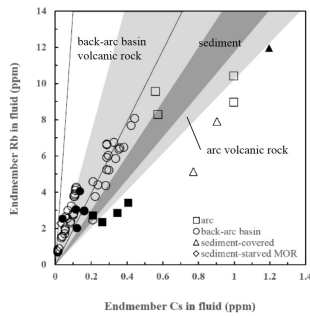 14
12
10
8
6
4
2
0
Endmember Rb in fluid (ppm)
back-arc basin
volcanic rock
sediment
arc volcanic rock
arc
back-arc basin
sediment-covered
sediment-starved MOR
0 0.2 0.4 0.6 0.8 1.0 1.2 1.4
Endmember Cs in fluid (ppm)